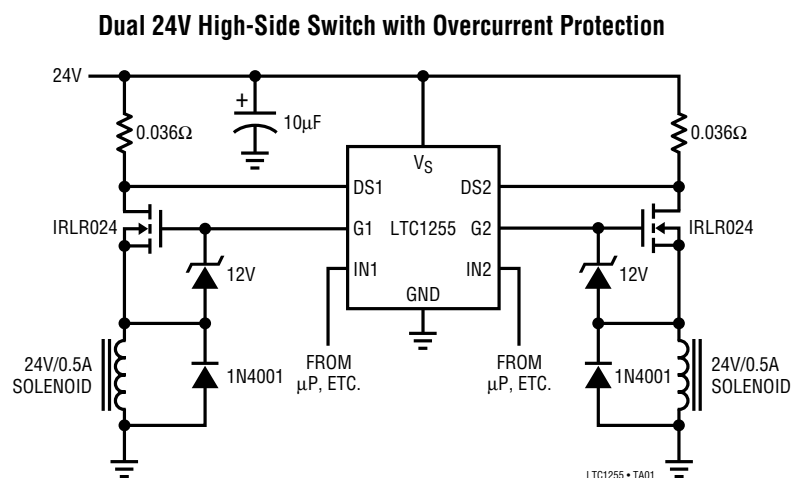 Dual 24V High-Side Switch with Overcurrent Protection
24V
+
10µF
0.036Ω
0.036Ω
VS
DS1
DS2
IRLR024
G1
LTC1255
G2
IRLR024
12V
IN1
IN2
12V
GND
24V/0.5A
SOLENOID
1N4001
FROM
µP, ETC.
FROM
µP, ETC.
1N4001
24V/0.5A
SOLENOID
LTC1255 • TA01